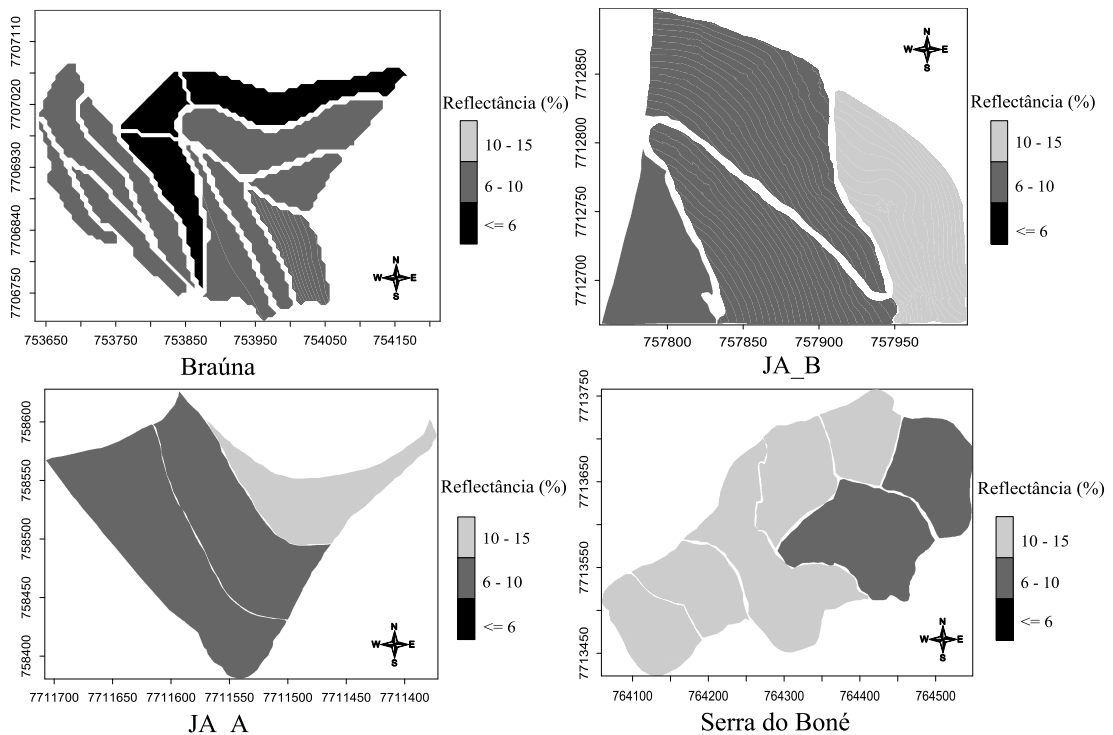 7707110
7707020
7706930
7706840
7706750
753650
753750
753850
753950
754050
754150
N
W
E
S
Reflectância (%)
10 - 15
6 - 10
<= 6
Braúna
7712850
7712800
7712750
7712700
757800
757850
757900
757950
N
W
E
S
Reflectância (%)
10 - 15
6 - 10
<= 6
JA_B
758600
758550
758500
758450
758400
7711700
7711650
7711600
7711550
7711500
7711450
7711400
N
W
E
S
Reflectância (%)
10 - 15
6 - 10
<= 6
JA_A
7713750
7713650
7713550
7713450
764100
764200
764300
764400
764500
N
W
E
S
Reflectância (%)
10 - 15
6 - 10
<= 6
Serra do Boné